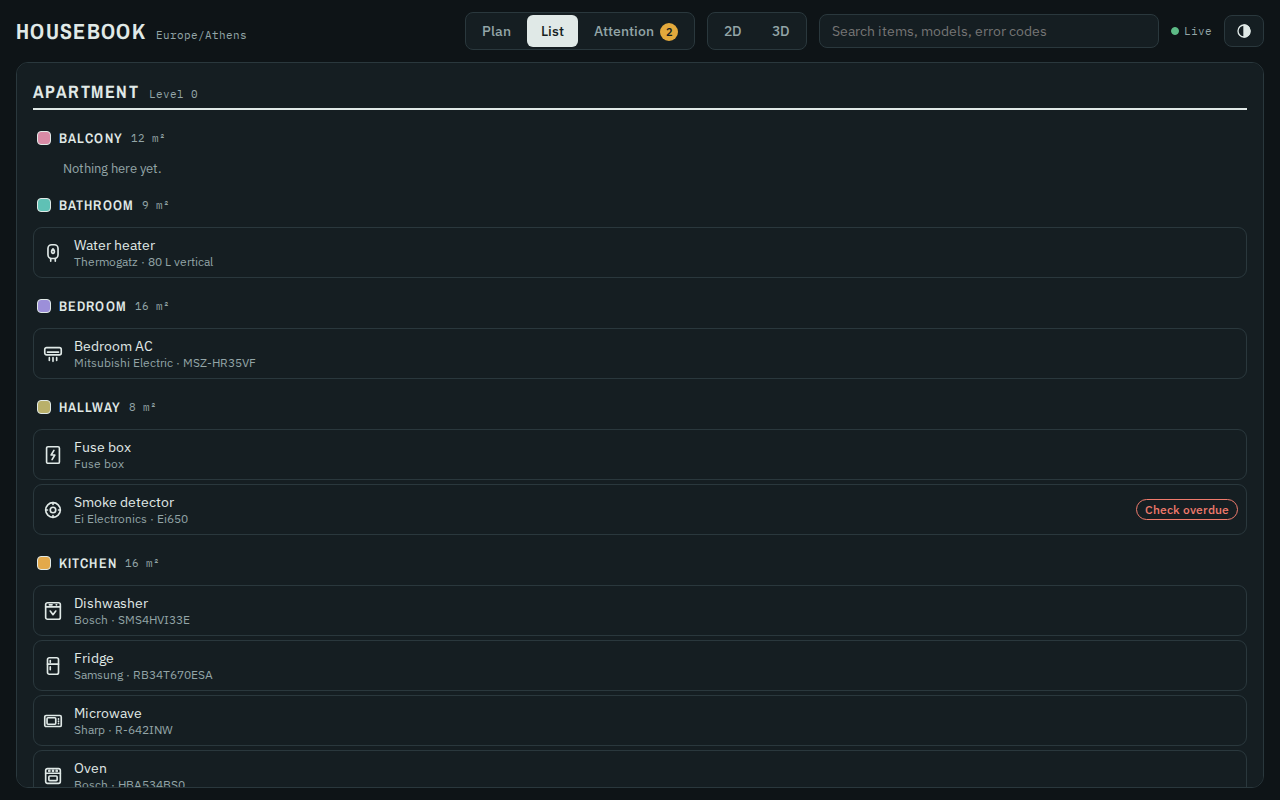 HOUSEBOOK Europe/Athens Plan List Attention 2 2D 3D Search items, models, error codes Live
APARTMENT Level 0
BALCONY 12 m²
Nothing here yet.
BATHROOM 9 m²
Water heater
Thermogatz · 80 L vertical
BEDROOM 16 m²
Bedroom AC
Mitsubishi Electric · MSZ-HR35VF
HALLWAY 8 m²
Fuse box
Fuse box
Smoke detector
Ei Electronics · Ei650
Check overdue
KITCHEN 16 m²
Dishwasher
Bosch · SMS4HVI33E
Fridge
Samsung · RB34T670ESA
Microwave
Sharp · R-642INW
Oven
Bosch · HBA534BS0